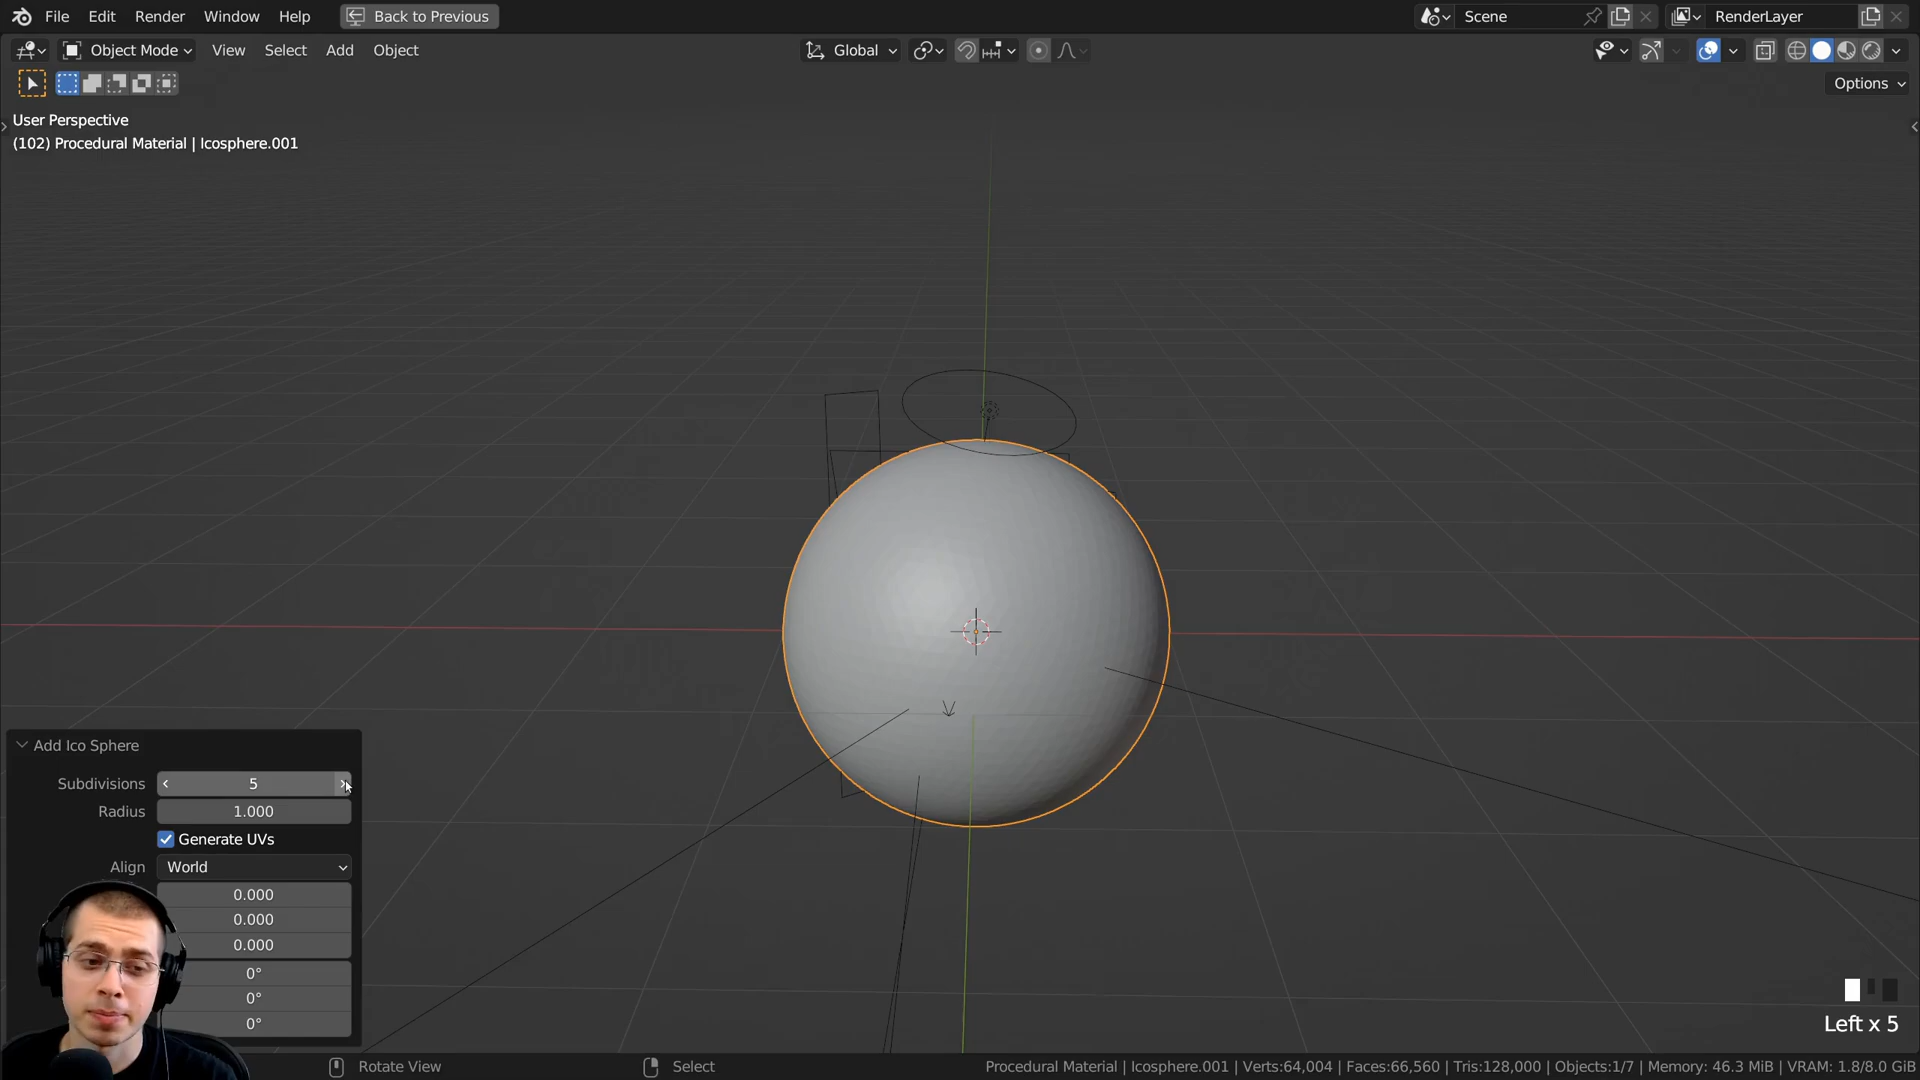 File Edit Render Window Help Back to Previous Scene RenderLayer
Object Mode View Select Add Object Global
Options
User Perspective
(102) Procedural Material | Icosphere.001
Add Ico Sphere
Subdivisions 5
Radius 1.000
Generate UVs
Align World
0.000
0.000
0.000
0°
0°
0°
Left x 5
Rotate View Select Procedural Material | Icosphere.001 | Verts:64,004 | Faces:66,560 | Tris:128,000 | Objects:1/7 | Memory: 46.3 MiB | VRAM: 1.8/8.0 GiB